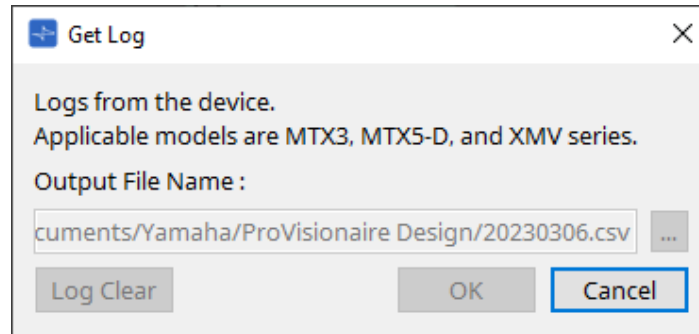 Get Log
Logs from the device.
Applicable models are MTX3, MTX5-D, and XMV series.
Output File Name :
cuments/Yamaha/ProVisionaire Design/20230306.csv ...
Log Clear OK Cancel